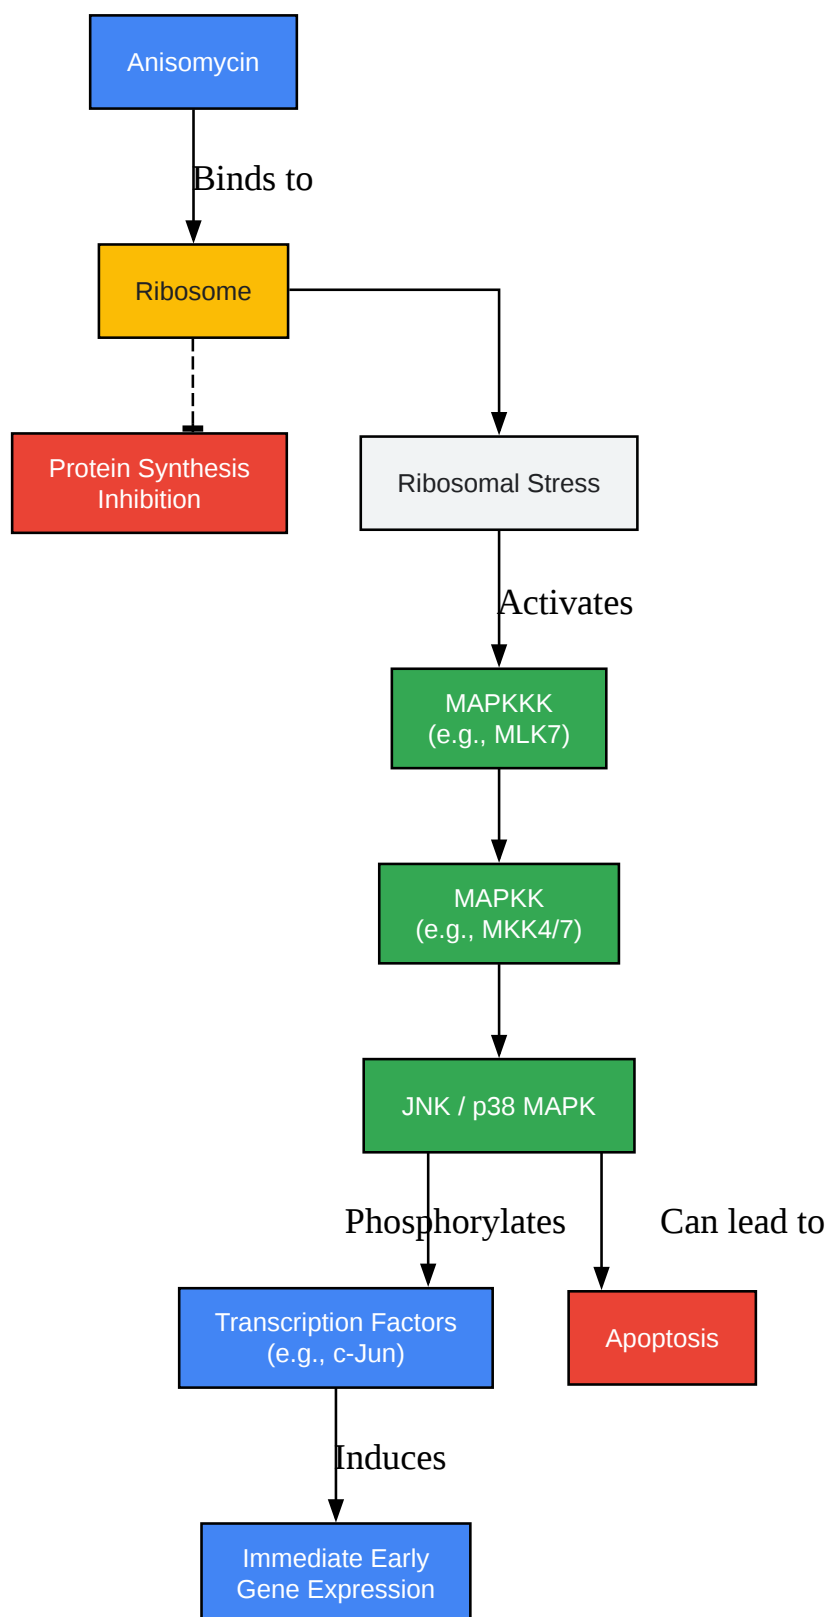 Anisomycin
Binds to
Ribosome
Protein Synthesis
Inhibition
Ribosomal Stress
Activates
MAPKKK
(e.g., MLK7)
MAPKK
(e.g., MKK4/7)
JNK / p38 MAPK
Phosphorylates
Can lead to
Transcription Factors
(e.g., c-Jun)
Apoptosis
Induces
Immediate Early
Gene Expression